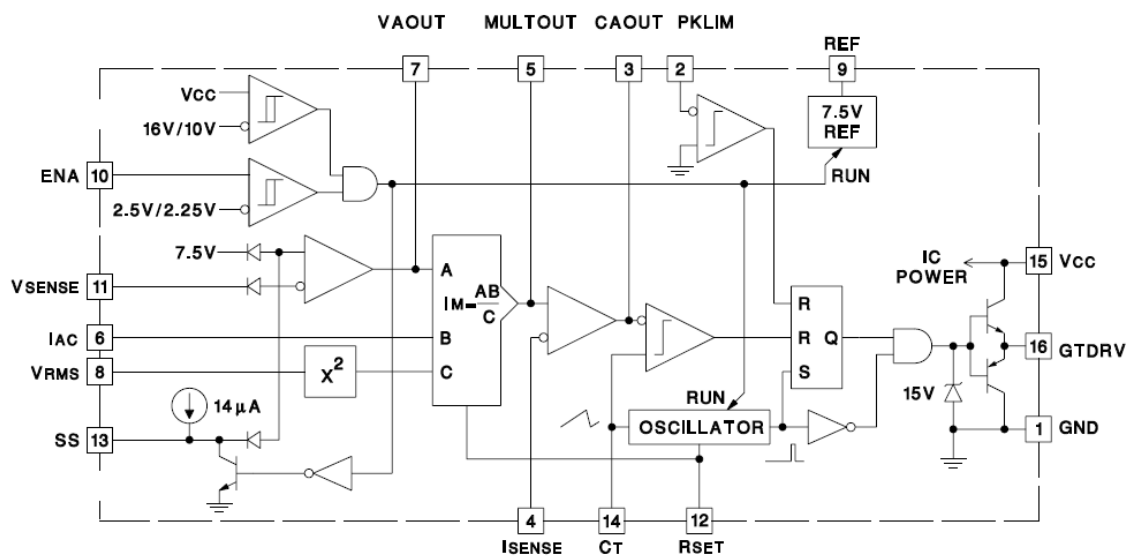 VAOUT MULTOUT CAOUT PKLIM REF
7 5 3 2 9
VCC
16V/10V
7.5V
REF
ENA 10
RUN
2.5V/2.25V
7.5V
IC
POWER
15 VCC
VSENSE 11
A
IM=AB/C
R
IAC 6
B
R Q
16 GTDRV
VRMS 8
X²
C
S
14μA
RUN
15V
SS 13
OSCILLATOR
1 GND
4 14 12
ISENSE CT RSET